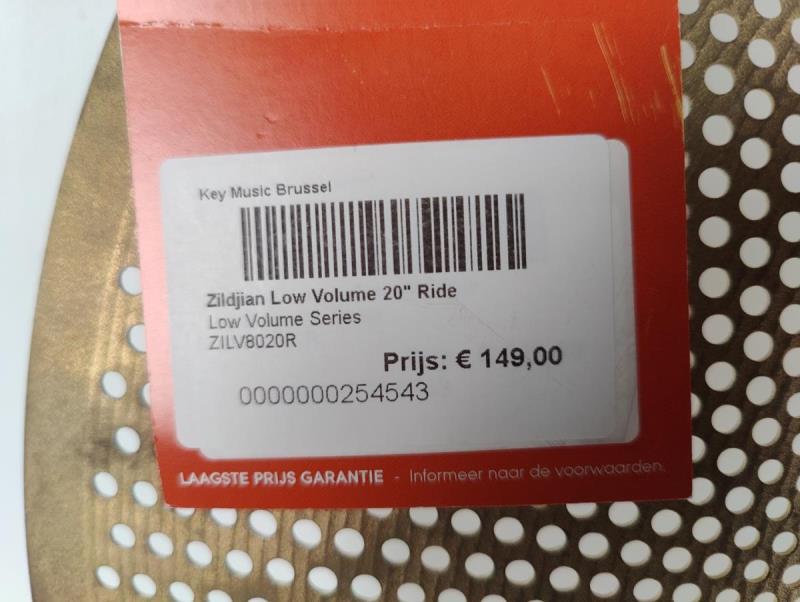 Key Music Brussel
Zildjian Low Volume 20" Ride
Low Volume Series
ZILV8020R
Prijs: € 149,00
0000000254543
LAAGSTE PRIJS GARANTIE - Informeer naar de voorwaarden.